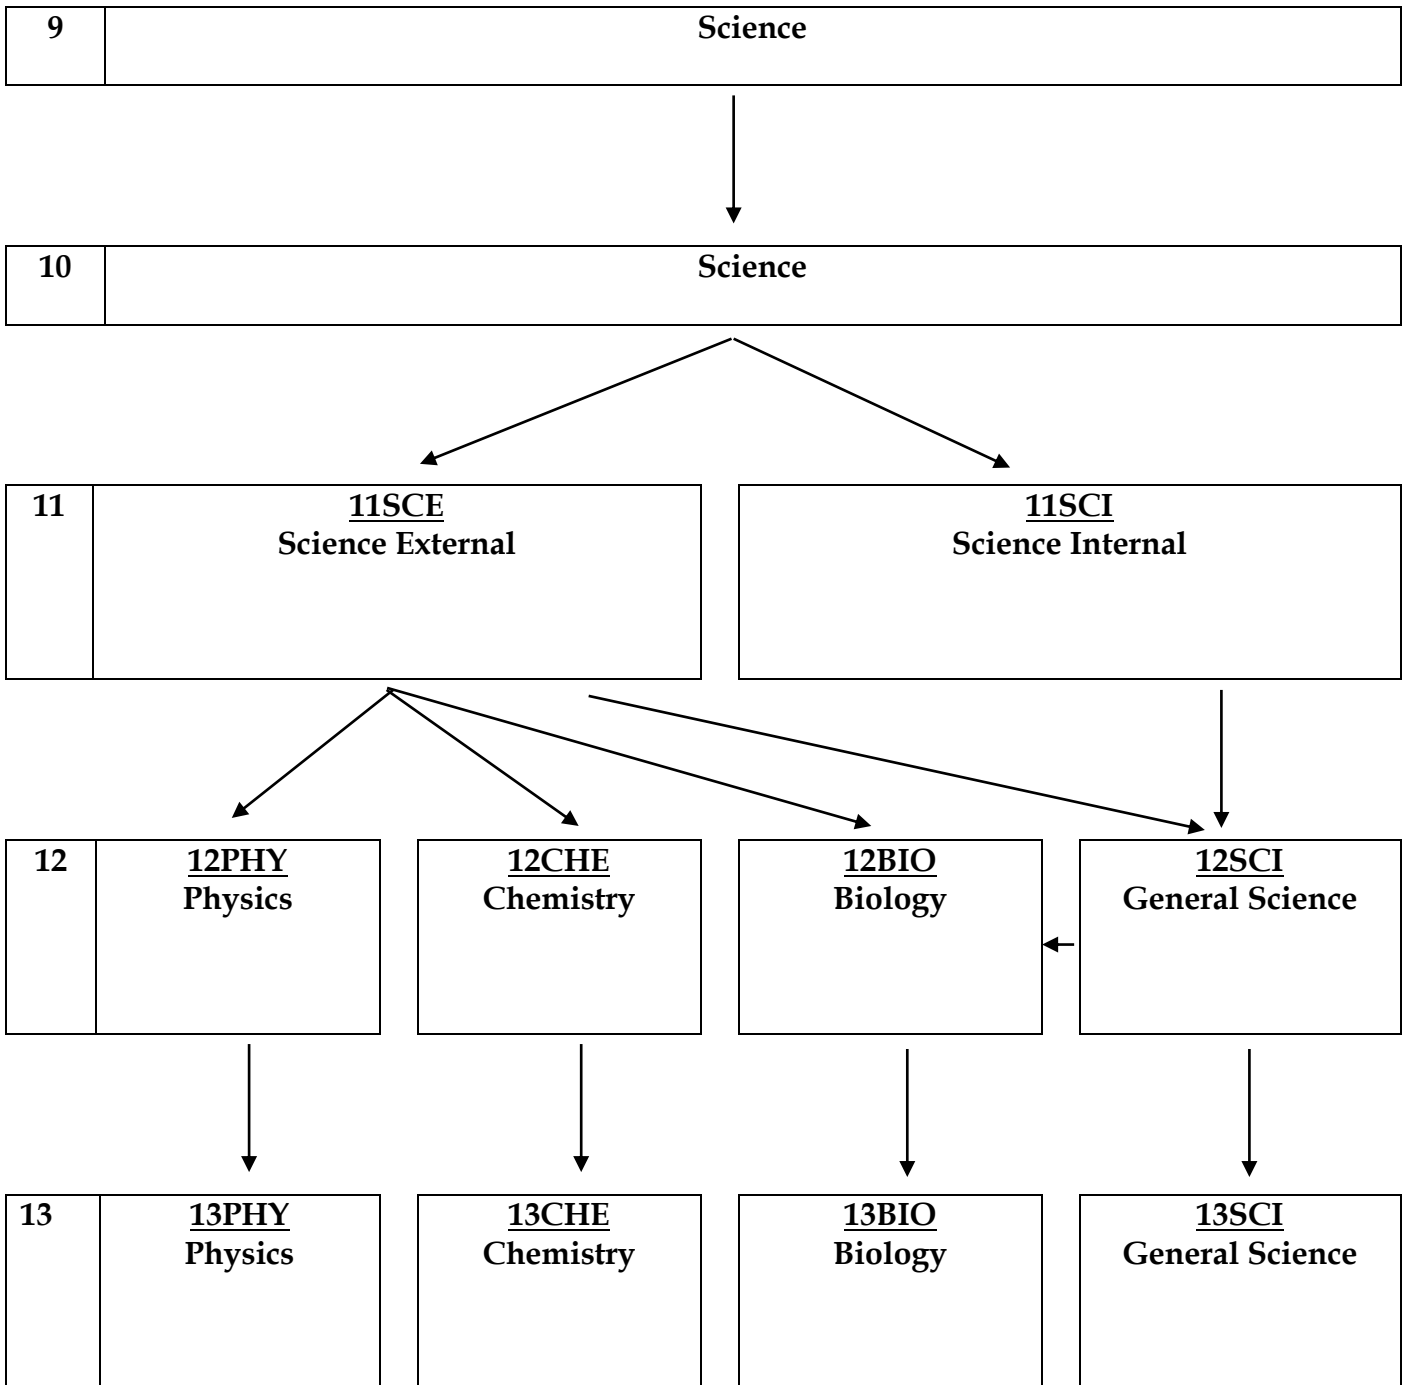 9 Science
10 Science
11 11SCE 11SCI
Science External Science Internal
12 12PHY 12CHE 12BIO 12SCI
Physics Chemistry Biology General Science
13 13PHY 13CHE 13BIO 13SCI
Physics Chemistry Biology General Science